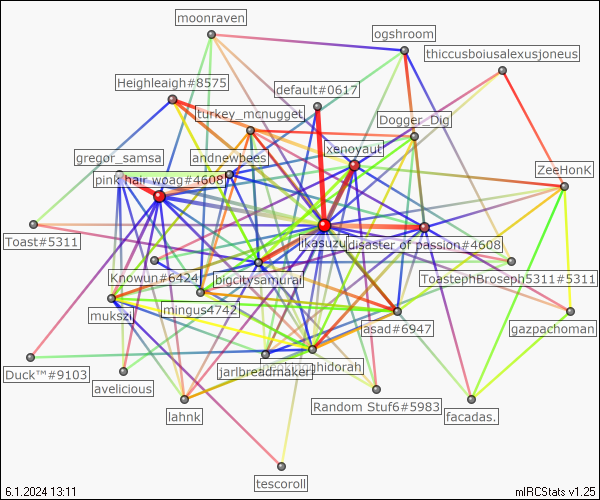 moonraven
ogshroom
thiccusboiusalexusjoneus
Heighleaigh#8575
default#0617
turkey_mcnugget
Dogger_Dig
gregor_samsa
andnewbees
xenoyaut
ZeeHonK
pink hair woag#4608
Toast#5311
ikasuzu
disaster of passion#4608
Knowun#6424
bigcitysamurai
ToastephBroseph5311#5311
mukszi
mingus4742
asad#6947
gazpachoman
Duck™#9103
avelicious
jarlbreadmaker
ghidorah
Random Stuf6#5983
lahnk
facadas.
tescoroll
6.1.2024 13:11
mIRCStats v1.25